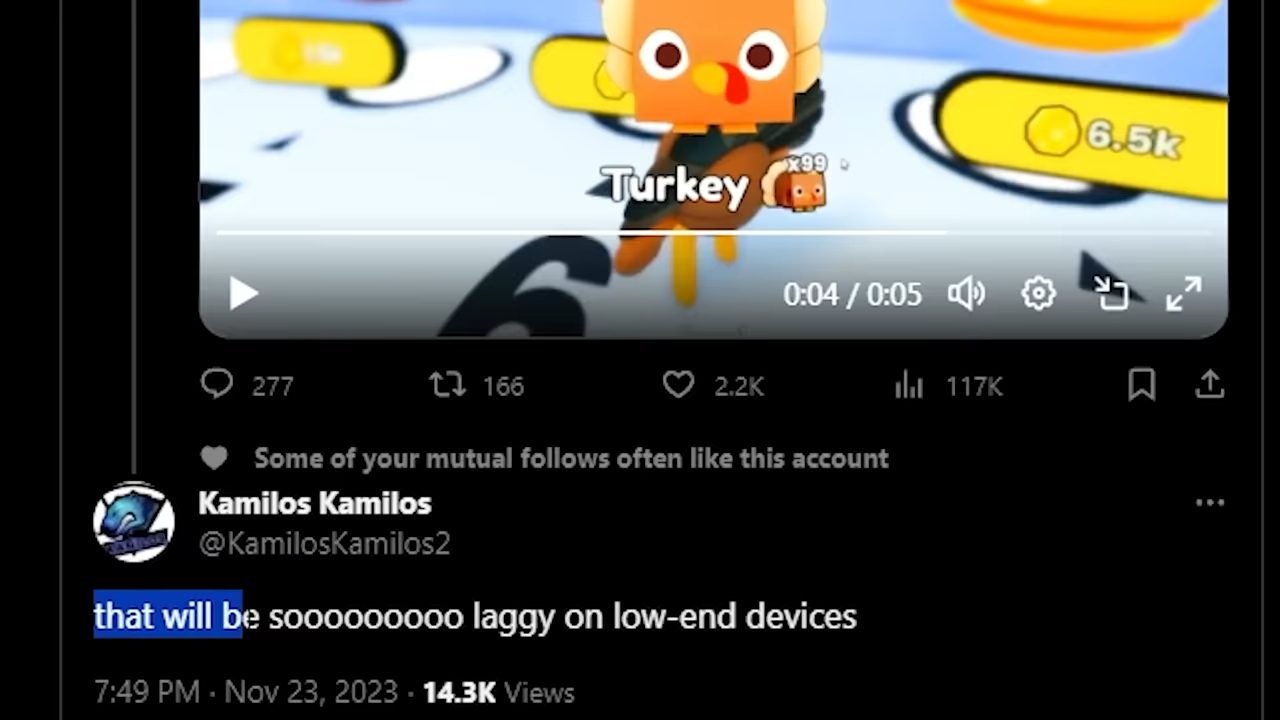 15k
6.5k
x99
Turkey
6
0:04 / 0:05
277 166 2.2K 117K
Some of your mutual follows often like this account
Kamilos Kamilos
@KamilosKamilos2
that will be sooooooooo laggy on low-end devices
7:49 PM · Nov 23, 2023 · 14.3K Views